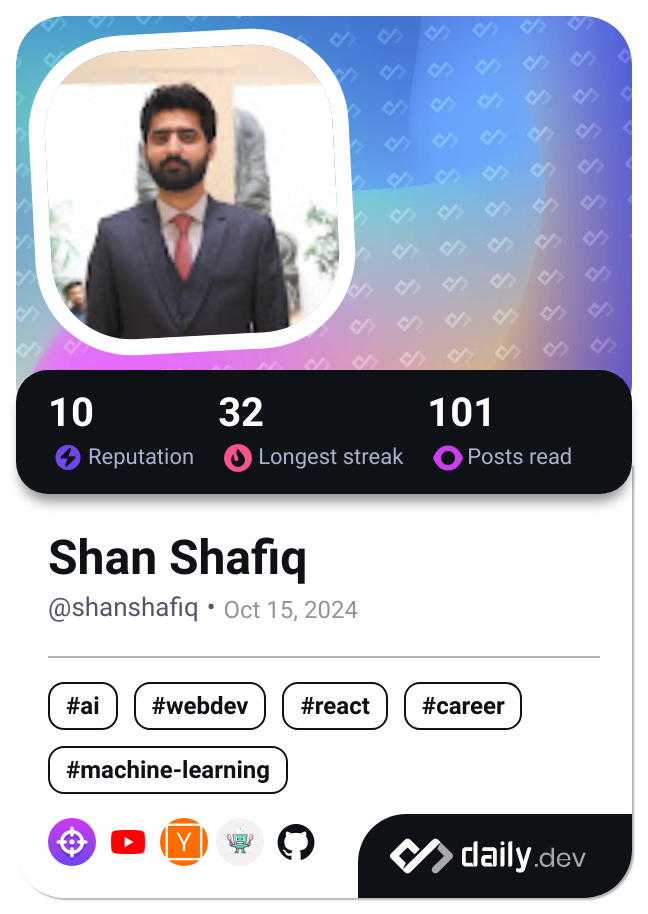 10 32 101
Reputation Longest streak Posts read
Shan Shafiq
@shanshafiq • Oct 15, 2024
#ai #webdev #react #career
#machine-learning
Y
daily.dev